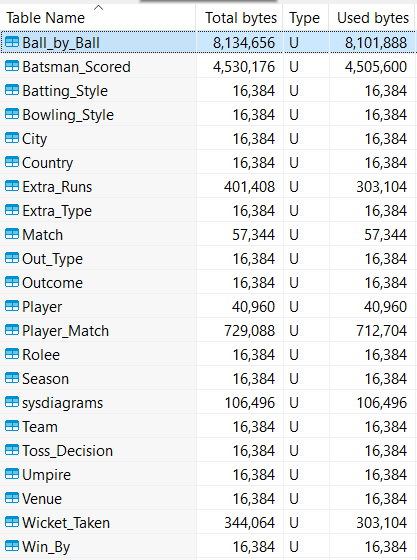 Table Name Total bytes Type Used bytes
Ball_by_Ball 8,134,656 U 8,101,888
Batsman_Scored 4,530,176 U 4,505,600
Batting_Style 16,384 U 16,384
Bowling_Style 16,384 U 16,384
City 16,384 U 16,384
Country 16,384 U 16,384
Extra_Runs 401,408 U 303,104
Extra_Type 16,384 U 16,384
Match 57,344 U 57,344
Out_Type 16,384 U 16,384
Outcome 16,384 U 16,384
Player 40,960 U 40,960
Player_Match 729,088 U 712,704
Rolee 16,384 U 16,384
Season 16,384 U 16,384
sysdiagrams 106,496 U 106,496
Team 16,384 U 16,384
Toss_Decision 16,384 U 16,384
Umpire 16,384 U 16,384
Venue 16,384 U 16,384
Wicket_Taken 344,064 U 303,104
Win_By 16,384 U 16,384